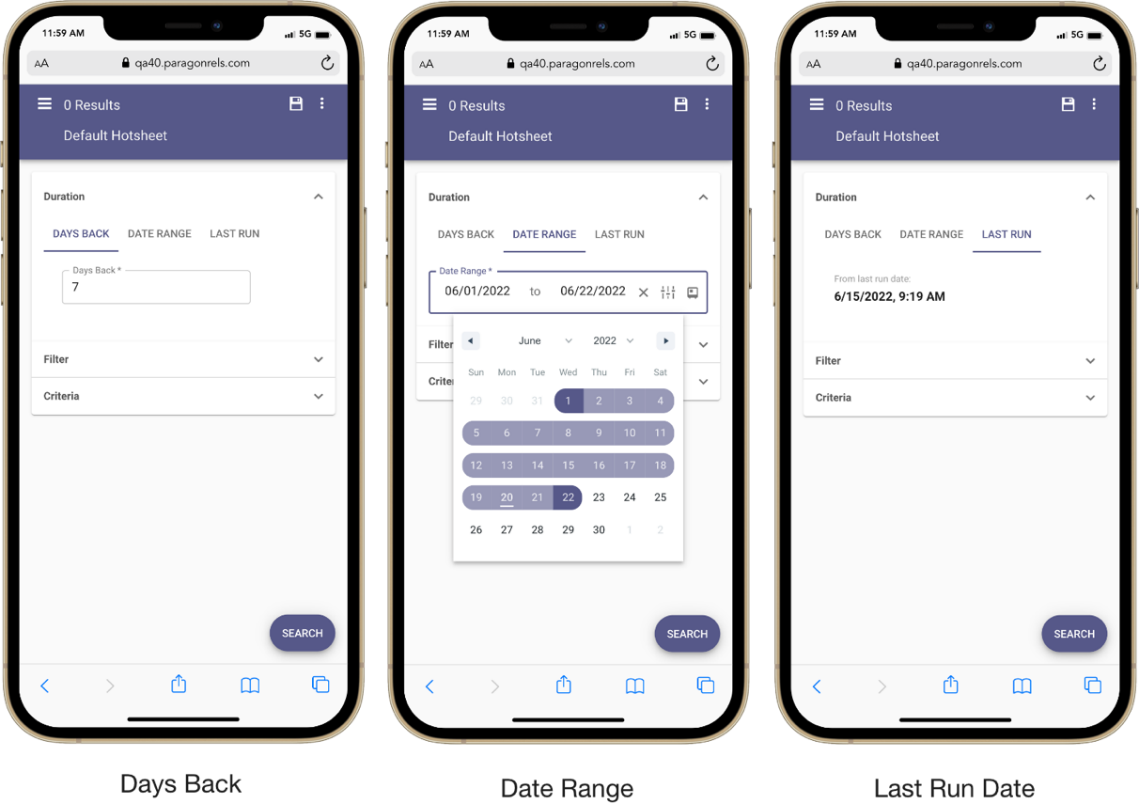 11:59 AM
5G
AA
qa40.paragonrels.com
0 Results
Default Hotsheet
Duration
DAYS BACK
DATE RANGE
LAST RUN
Days Back *
7
Filter
Criteria
SEARCH
Days Back
11:59 AM
5G
AA
qa40.paragonrels.com
0 Results
Default Hotsheet
Duration
DAYS BACK
DATE RANGE
LAST RUN
Date Range *
06/01/2022 to 06/22/2022
Filter
June 2022
Sun Mon Tue Wed Thu Fri Sat
Crite
29 30 31 1 2 3 4
5 6 7 8 9 10 11
12 13 14 15 16 17 18
19 20 21 22 23 24 25
26 27 28 29 30 1 2
SEARCH
Date Range
11:59 AM
5G
AA
qa40.paragonrels.com
0 Results
Default Hotsheet
Duration
DAYS BACK
DATE RANGE
LAST RUN
From last run date:
6/15/2022, 9:19 AM
Filter
Criteria
SEARCH
Last Run Date